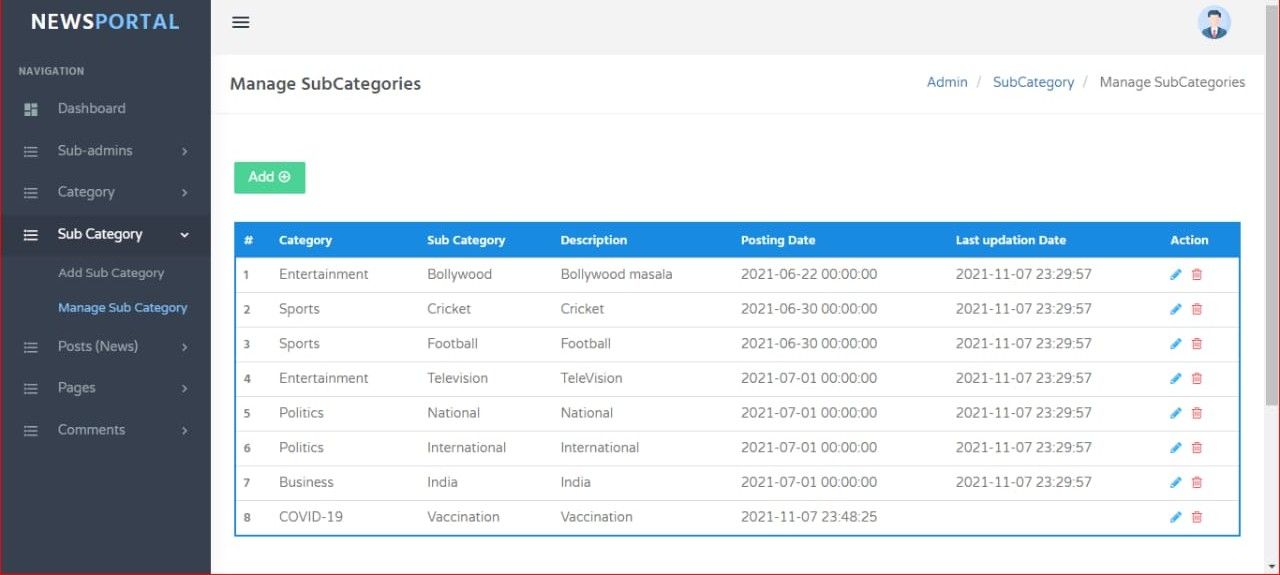 NEWSPORTAL
NAVIGATION
Dashboard
Sub-admins
Category
Sub Category
Add Sub Category
Manage Sub Category
Posts (News)
Pages
Comments
Manage SubCategories
Admin / SubCategory / Manage SubCategories
Add
# Category Sub Category Description Posting Date Last updation Date Action
1 Entertainment Bollywood Bollywood masala 2021-06-22 00:00:00 2021-11-07 23:29:57
2 Sports Cricket Cricket 2021-06-30 00:00:00 2021-11-07 23:29:57
3 Sports Football Football 2021-06-30 00:00:00 2021-11-07 23:29:57
4 Entertainment Television TeleVision 2021-07-01 00:00:00 2021-11-07 23:29:57
5 Politics National National 2021-07-01 00:00:00 2021-11-07 23:29:57
6 Politics International International 2021-07-01 00:00:00 2021-11-07 23:29:57
7 Business India India 2021-07-01 00:00:00 2021-11-07 23:29:57
8 COVID-19 Vaccination Vaccination 2021-11-07 23:48:25